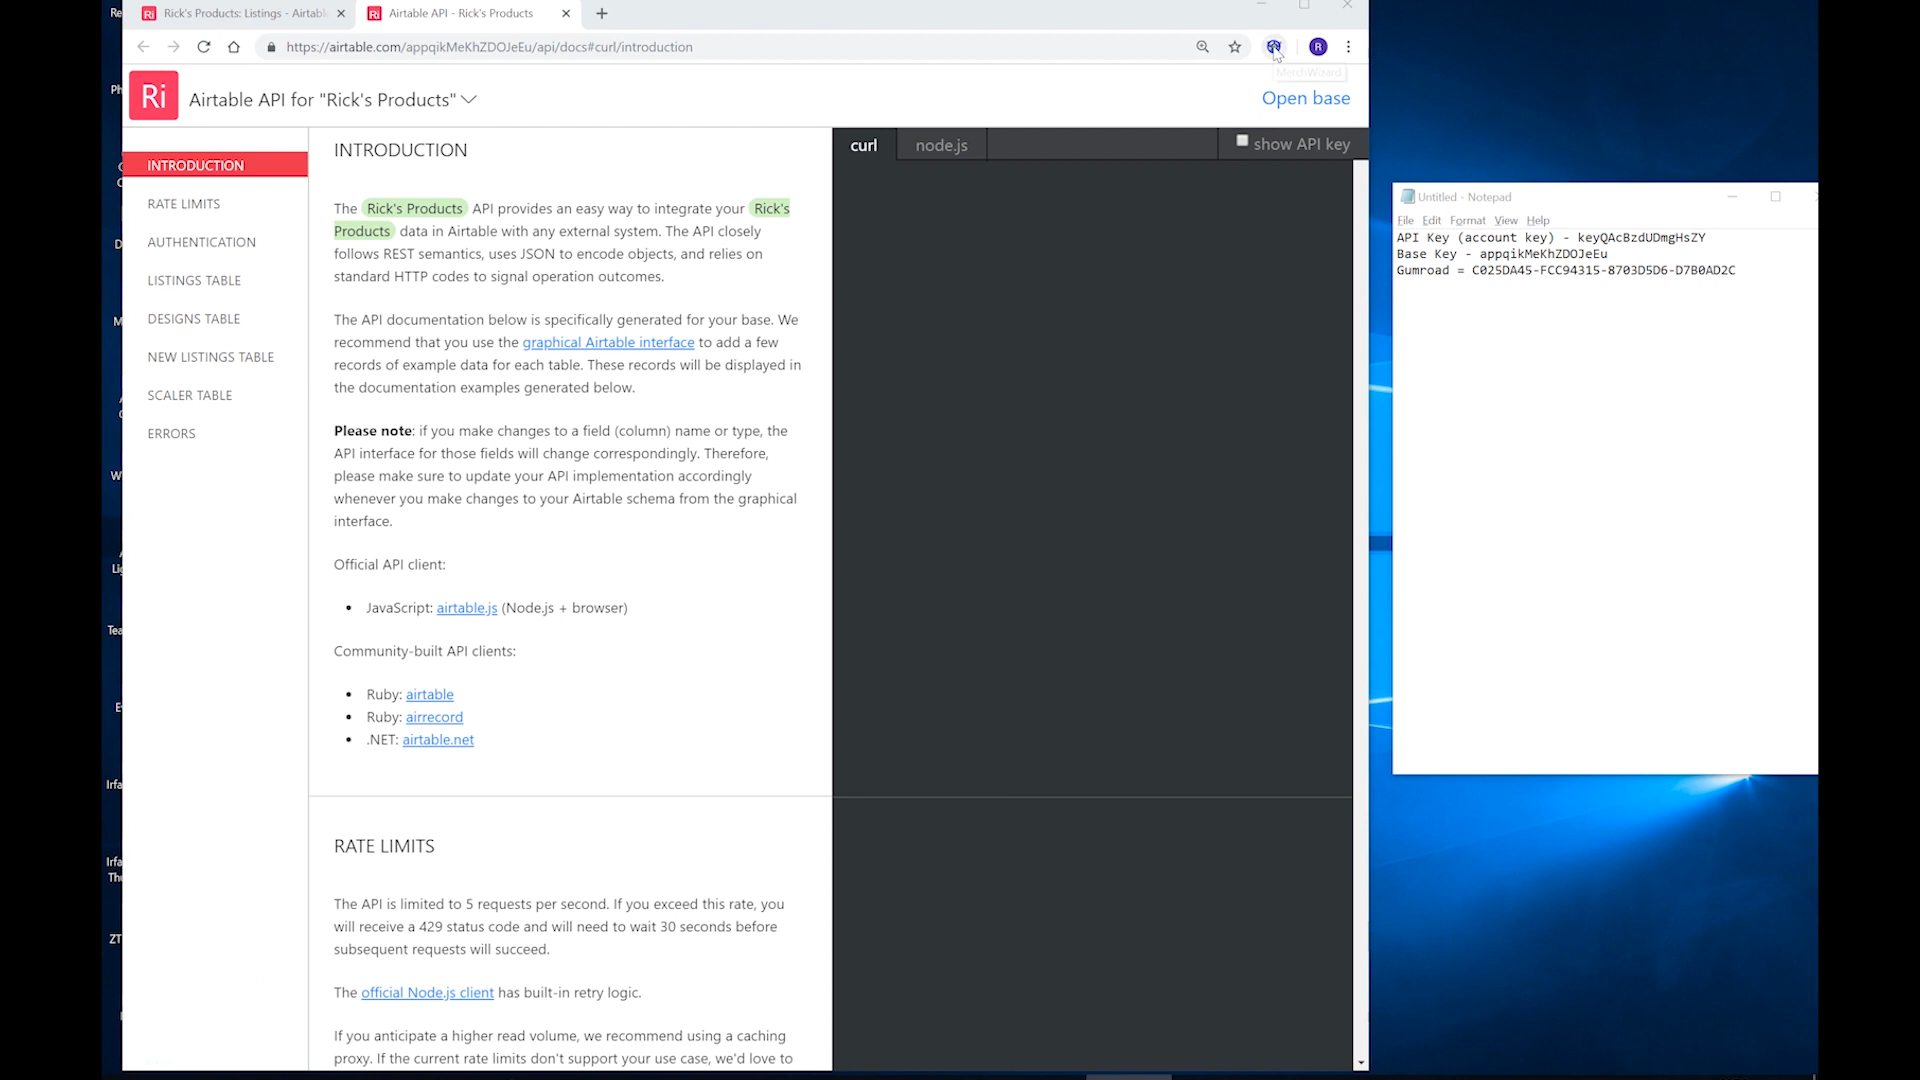 Rick's Products: Listings - Airtable
Airtable API - Rick's Products
https://airtable.com/appqikMeKhZDOJeEu/api/docs#curl/introduction
R
MerchWizard
Ri
Airtable API for "Rick's Products"
Open base
INTRODUCTION
RATE LIMITS
AUTHENTICATION
LISTINGS TABLE
DESIGNS TABLE
NEW LISTINGS TABLE
SCALER TABLE
ERRORS
INTRODUCTION
The Rick's Products API provides an easy way to integrate your Rick's
Products data in Airtable with any external system. The API closely
follows REST semantics, uses JSON to encode objects, and relies on
standard HTTP codes to signal operation outcomes.
The API documentation below is specifically generated for your base. We
recommend that you use the graphical Airtable interface to add a few
records of example data for each table. These records will be displayed in
the documentation examples generated below.
Please note: if you make changes to a field (column) name or type, the
API interface for those fields will change correspondingly. Therefore,
please make sure to update your API implementation accordingly
whenever you make changes to your Airtable schema from the graphical
interface.
Official API client:
• JavaScript: airtable.js (Node.js + browser)
Community-built API clients:
• Ruby: airtable
• Ruby: airrecord
• .NET: airtable.net
RATE LIMITS
The API is limited to 5 requests per second. If you exceed this rate, you
will receive a 429 status code and will need to wait 30 seconds before
subsequent requests will succeed.
The official Node.js client has built-in retry logic.
If you anticipate a higher read volume, we recommend using a caching
proxy. If the current rate limits don't support your use case, we'd love to
curl
node.js
show API key
Untitled - Notepad
File Edit Format View Help
API Key (account key) - keyQAcBzdUDmgHsZY
Base Key - appqikMeKhZDOJeEu
Gumroad = C025DA45-FCC94315-8703D5D6-D7B0AD2C